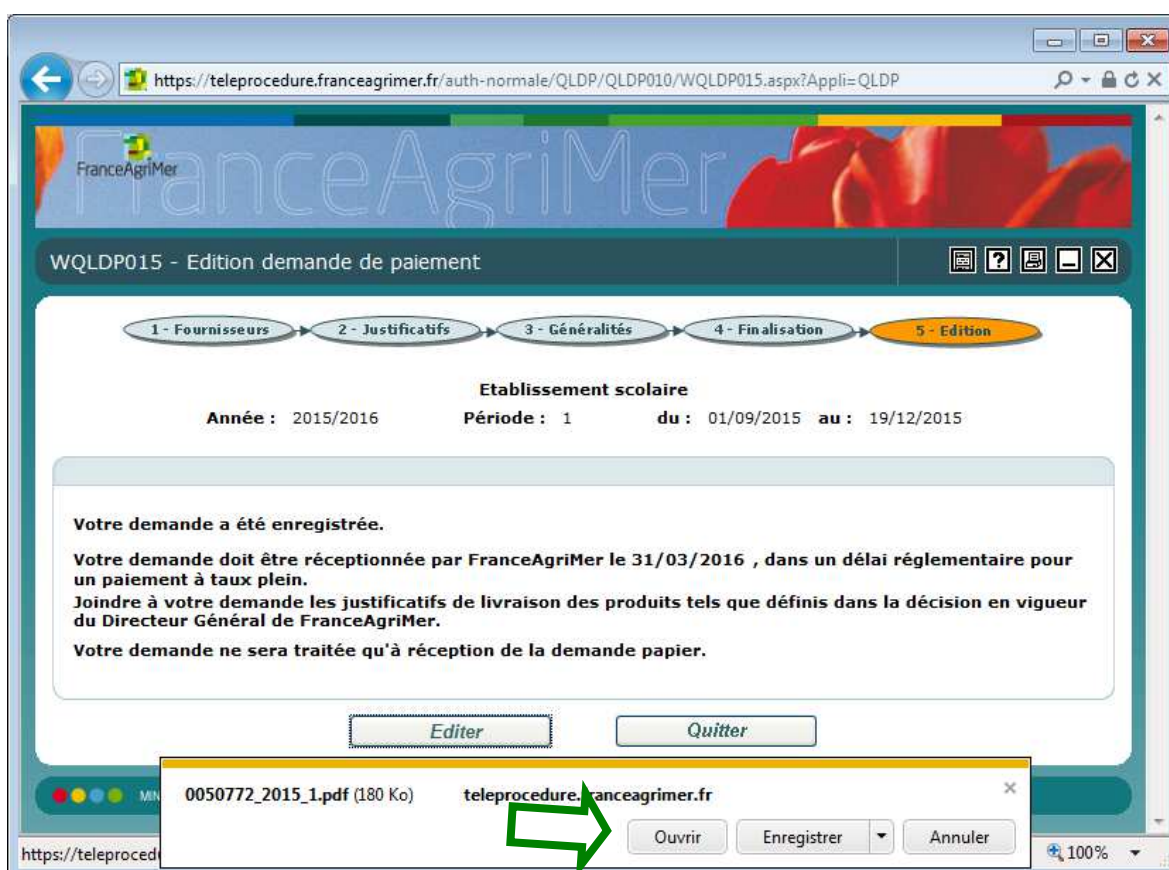 https://teleprocedure.franceagrimer.fr/auth-normale/QLDP/QLDP010/WQLDP015.aspx?Appli=QLDP
FranceAgriMer
FranceAgriMer
WQLDP015 - Edition demande de paiement
1 - Fournisseurs 2 - Justificatifs 3 - Généralités 4 - Finalisation 5 - Edition
Etablissement scolaire
Année : 2015/2016 Période : 1 du : 01/09/2015 au : 19/12/2015
Votre demande a été enregistrée.
Votre demande doit être réceptionnée par FranceAgriMer le 31/03/2016 , dans un délai réglementaire pour
un paiement à taux plein.
Joindre à votre demande les justificatifs de livraison des produits tels que définis dans la décision en vigueur
du Directeur Général de FranceAgriMer.
Votre demande ne sera traitée qu'à réception de la demande papier.
Editer Quitter
MIN
0050772_2015_1.pdf (180 Ko) teleprocedure.franceagrimer.fr
Ouvrir Enregistrer Annuler
https://teleproced 100%